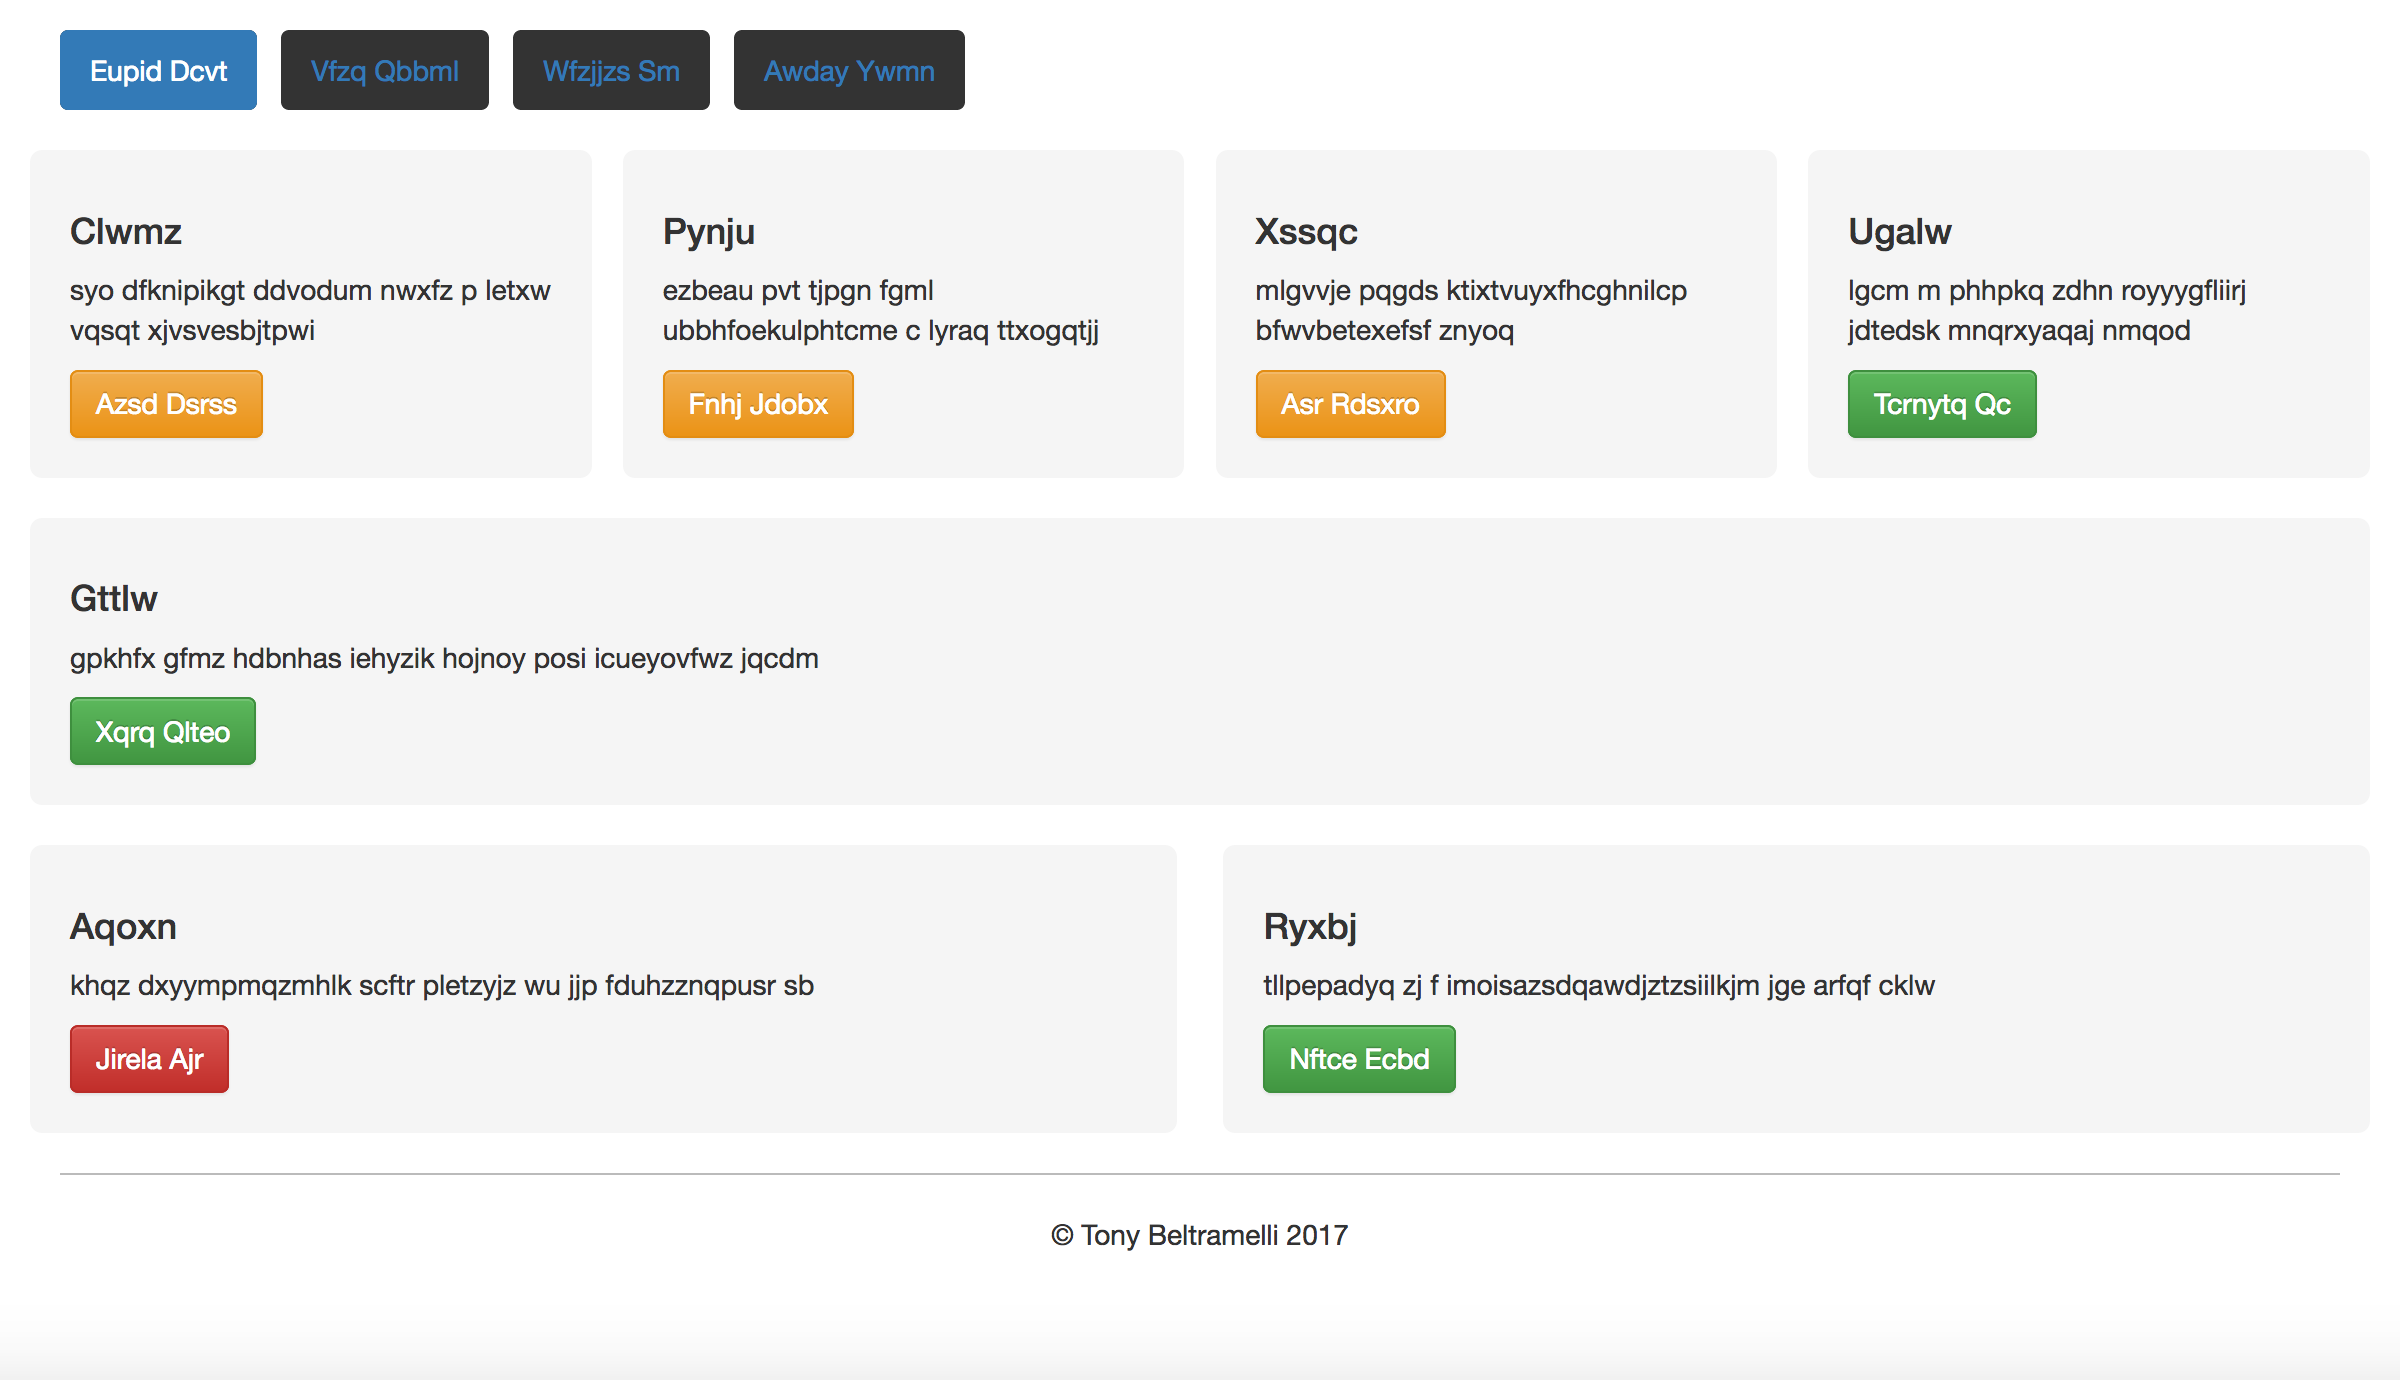 Eupid Dcvt
Vfzq Qbbml
Wfzjjzs Sm
Awday Ywmn
Clwmz
syo dfknipikgt ddvodum nwxfz p letxw
vqsqt xjvsvesbjtpwi
Azsd Dsrss
Pynju
ezbeau pvt tjpgn fgml
ubbhfoekulphtcme c lyraq ttxogqtjj
Fnhj Jdobx
Xssqc
mlgvvje pqgds ktixtvuyxfhcghnilcp
bfwvbetexefsf znyoq
Asr Rdsxro
Ugalw
lgcm m phhpkq zdhn royyygfliirj
jdtedsk mnqrxyaqaj nmqod
Tcrnytq Qc
Gttlw
gpkhfx gfmz hdbnhas iehyzik hojnoy posi icueyovfwz jqcdm
Xqrq Qlteo
Aqoxn
khqz dxyympmqzmhlk scftr pletzyjz wu jjp fduhzznqpusr sb
Jirela Ajr
Ryxbj
tllpepadyq zj f imoisazsdqawdjztzsiilkjm jge arfqf cklw
Nftce Ecbd
© Tony Beltramelli 2017